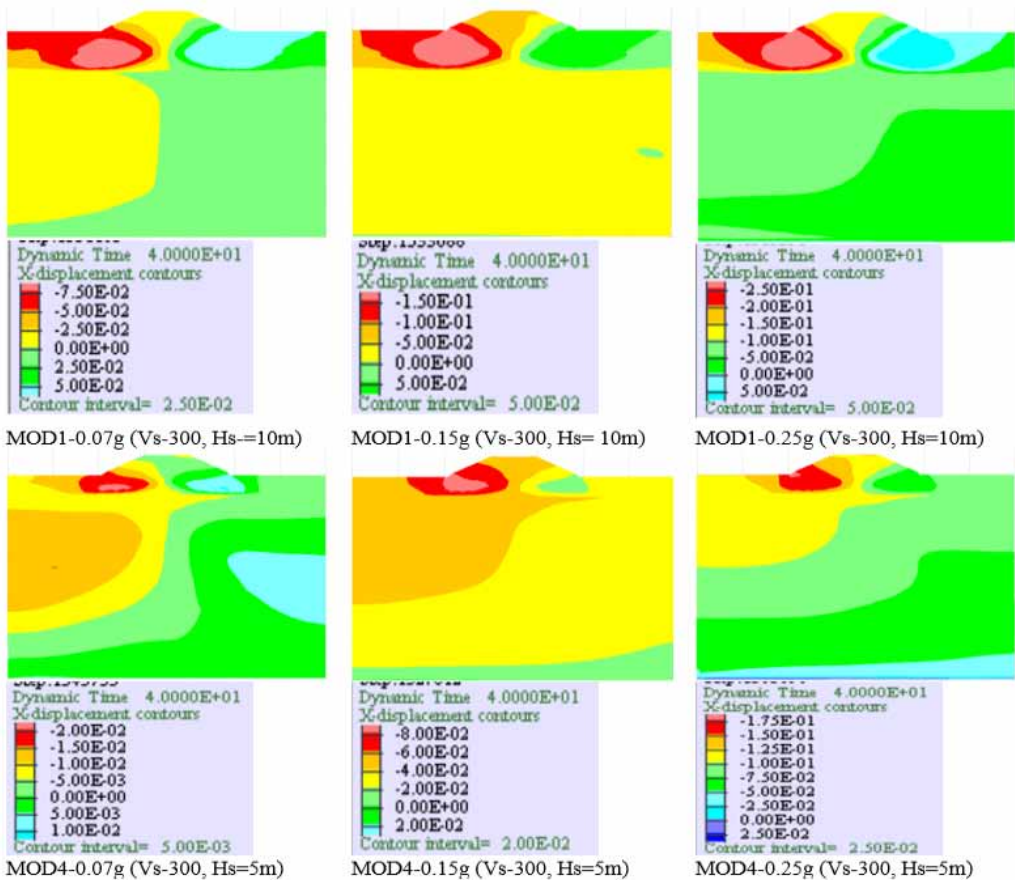 Dynamic Time 4.0000E+01
X-displacement contours
-7.50E-02
-5.00E-02
-2.50E-02
0.00E+00
2.50E-02
5.00E-02
Contour interval= 2.50E-02
MOD1-0.07g (Vs-300, Hs-=10m)
Dynamic Time 4.0000E+01
X-displacement contours
-1.50E-01
-1.00E-01
-5.00E-02
0.00E+00
5.00E-02
Contour interval= 5.00E-02
MOD1-0.15g (Vs-300, Hs= 10m)
Dynamic Time 4.0000E+01
X-displacement contours
-2.50E-01
-2.00E-01
-1.50E-01
-1.00E-01
-5.00E-02
0.00E+00
5.00E-02
Contour interval= 5.00E-02
MOD1-0.25g (Vs-300, Hs=10m)
Dynamic Time 4.0000E+01
X-displacement contours
-2.00E-02
-1.50E-02
-1.00E-02
-5.00E-03
0.00E+00
5.00E-03
1.00E-02
Contour interval= 5.00E-03
MOD4-0.07g (Vs-300, Hs=5m)
Dynamic Time 4.0000E+01
X-displacement contours
-8.00E-02
-6.00E-02
-4.00E-02
-2.00E-02
0.00E+00
2.00E-02
Contour interval= 2.00E-02
MOD4-0.15g (Vs-300, Hs=5m)
Dynamic Time 4.0000E+01
X-displacement contours
-1.75E-01
-1.50E-01
-1.25E-01
-1.00E-01
-7.50E-02
-5.00E-02
-2.50E-02
0.00E+00
2.50E-02
Contour interval= 2.50E-02
MOD4-0.25g (Vs-300, Hs=5m)